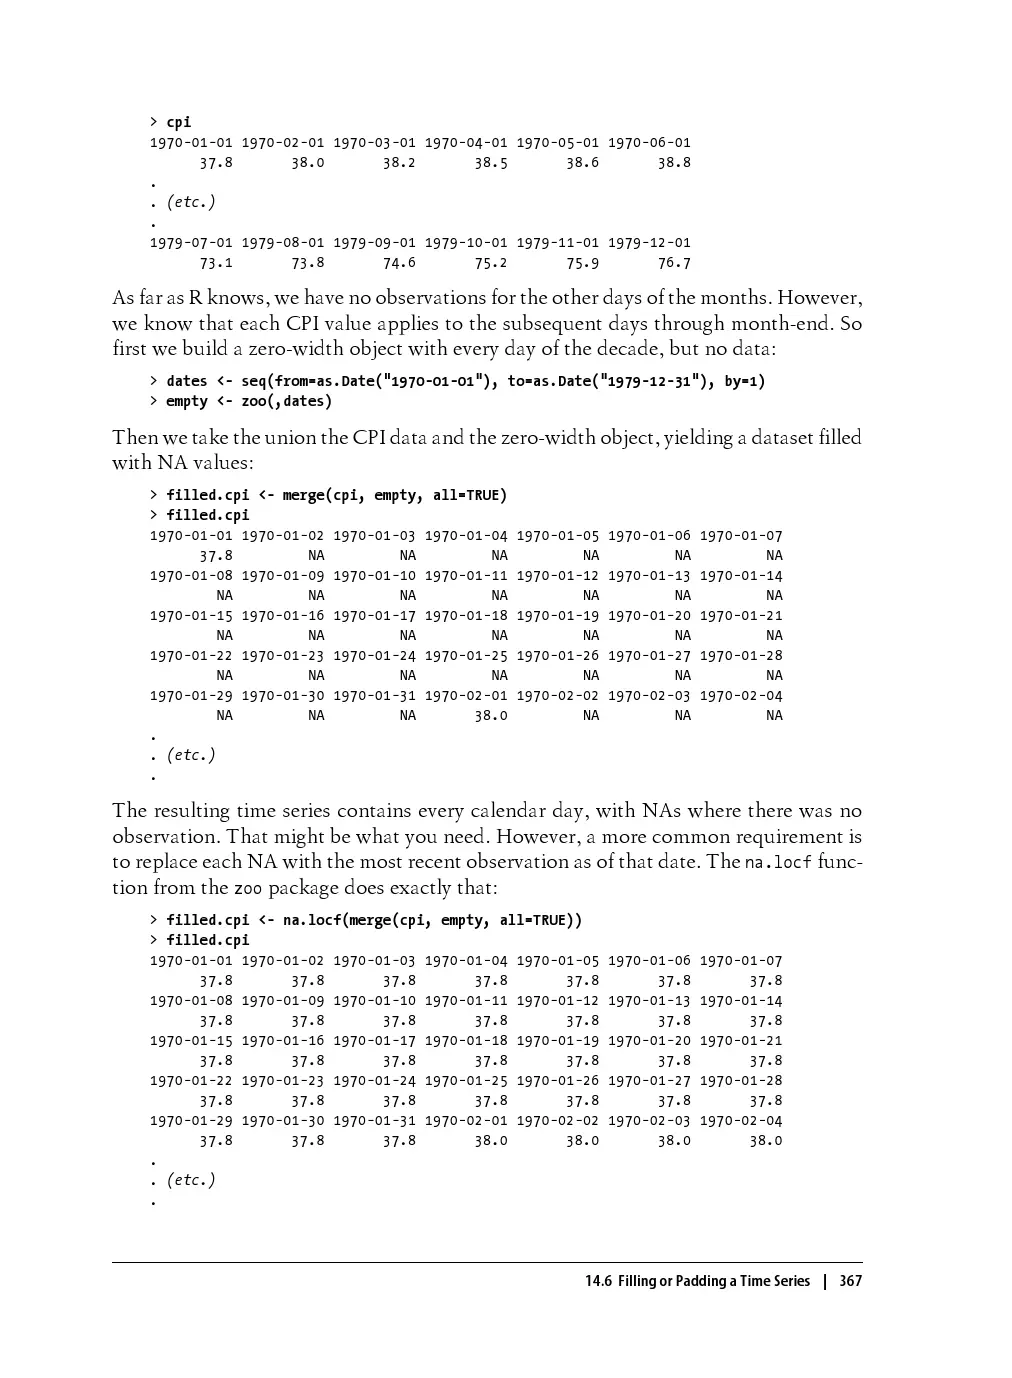 > cpi
1970-01-01 1970-02-01 1970-03-01 1970-04-01 1970-05-01 1970-06-01
      37.8       38.0       38.2       38.5       38.6       38.8
.
. (etc.)
.
1979-07-01 1979-08-01 1979-09-01 1979-10-01 1979-11-01 1979-12-01
      73.1       73.8       74.6       75.2       75.9       76.7
As far as R knows, we have no observations for the other days of the months. However,
we know that each CPI value applies to the subsequent days through month-end. So
first we build a zero-width object with every day of the decade, but no data:
> dates <- seq(from=as.Date("1970-01-01"), to=as.Date("1979-12-31"), by=1)
> empty <- zoo(,dates)
Then we take the union the CPI data and the zero-width object, yielding a dataset filled
with NA values:
> filled.cpi <- merge(cpi, empty, all=TRUE)
> filled.cpi
1970-01-01 1970-01-02 1970-01-03 1970-01-04 1970-01-05 1970-01-06 1970-01-07
      37.8         NA         NA         NA         NA         NA         NA
1970-01-08 1970-01-09 1970-01-10 1970-01-11 1970-01-12 1970-01-13 1970-01-14
        NA         NA         NA         NA         NA         NA         NA
1970-01-15 1970-01-16 1970-01-17 1970-01-18 1970-01-19 1970-01-20 1970-01-21
        NA         NA         NA         NA         NA         NA         NA
1970-01-22 1970-01-23 1970-01-24 1970-01-25 1970-01-26 1970-01-27 1970-01-28
        NA         NA         NA         NA         NA         NA         NA
1970-01-29 1970-01-30 1970-01-31 1970-02-01 1970-02-02 1970-02-03 1970-02-04
        NA         NA         NA       38.0         NA         NA         NA
.
. (etc.)
.
The resulting time series contains every calendar day, with NAs where there was no
observation. That might be what you need. However, a more common requirement is
to replace each NA with the most recent observation as of that date. The na.locf func-
tion from the zoo package does exactly that:
> filled.cpi <- na.locf(merge(cpi, empty, all=TRUE))
> filled.cpi
1970-01-01 1970-01-02 1970-01-03 1970-01-04 1970-01-05 1970-01-06 1970-01-07
      37.8       37.8       37.8       37.8       37.8       37.8       37.8
1970-01-08 1970-01-09 1970-01-10 1970-01-11 1970-01-12 1970-01-13 1970-01-14
      37.8       37.8       37.8       37.8       37.8       37.8       37.8
1970-01-15 1970-01-16 1970-01-17 1970-01-18 1970-01-19 1970-01-20 1970-01-21
      37.8       37.8       37.8       37.8       37.8       37.8       37.8
1970-01-22 1970-01-23 1970-01-24 1970-01-25 1970-01-26 1970-01-27 1970-01-28
      37.8       37.8       37.8       37.8       37.8       37.8       37.8
1970-01-29 1970-01-30 1970-01-31 1970-02-01 1970-02-02 1970-02-03 1970-02-04
      37.8       37.8       37.8       38.0       38.0       38.0       38.0
.
. (etc.)
.
14.6 Filling or Padding a Time Series | 367